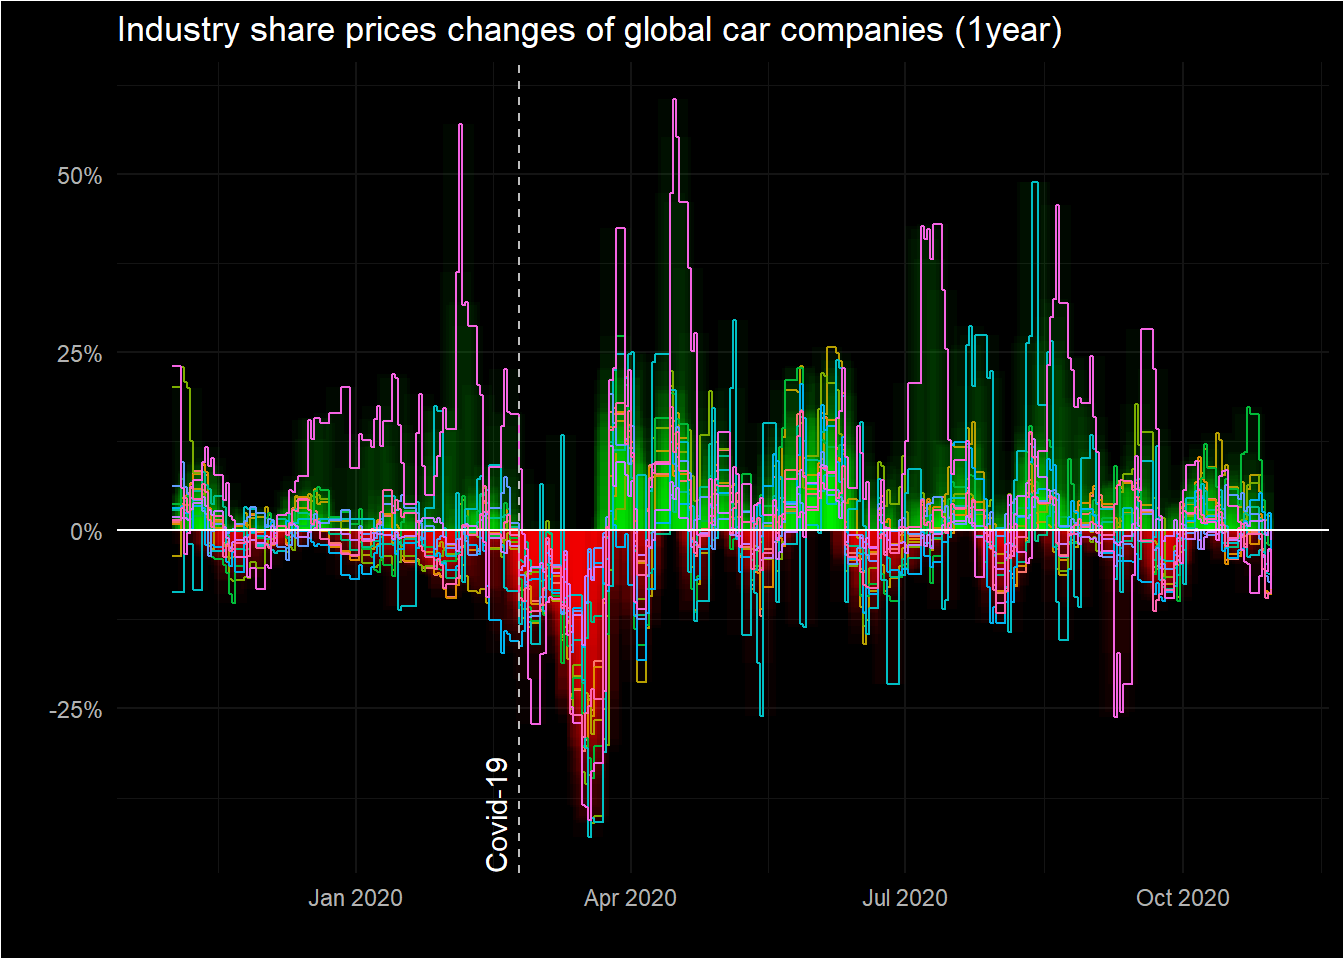 Industry share prices changes of global car companies (1year)
50%
25%
0%
-25%
Covid-19
Jan 2020
Apr 2020
Jul 2020
Oct 2020